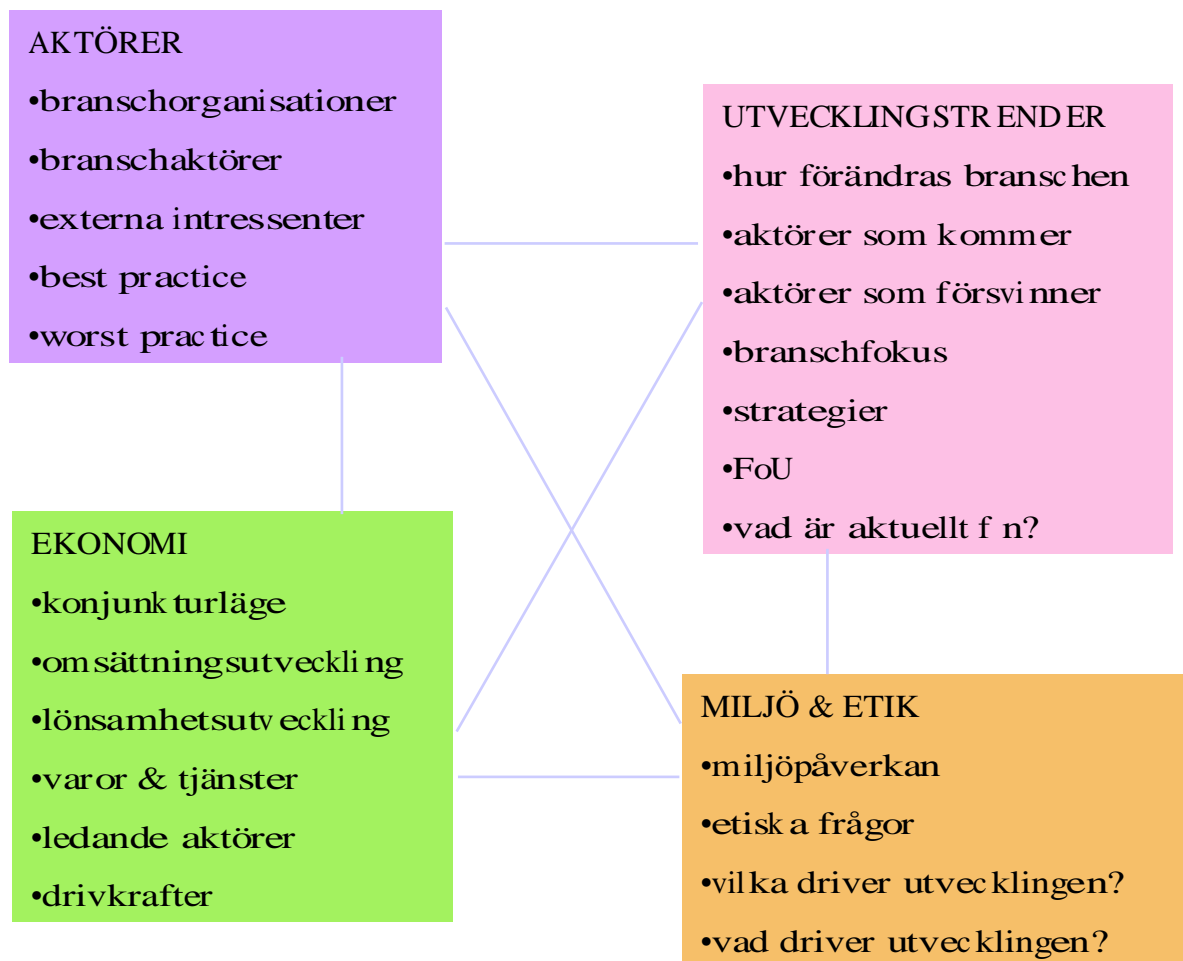 AKTÖRER
•branschorganisationer
•branschaktörer
•externa intressenter
•best practice
•worst practice
UTVECKLINGSTRENDER
•hur förändras branschen
•aktörer som kommer
•aktörer som försvinner
•branschfokus
•strategier
•FoU
•vad är aktuellt f n?
EKONOMI
•konjunkturläge
•omsättningsutveckling
•lönsamhetsutveckling
•varor & tjänster
•ledande aktörer
•drivkrafter
MILJÖ & ETIK
•miljöpåverkan
•etiska frågor
•vilka driver utvecklingen?
•vad driver utvecklingen?